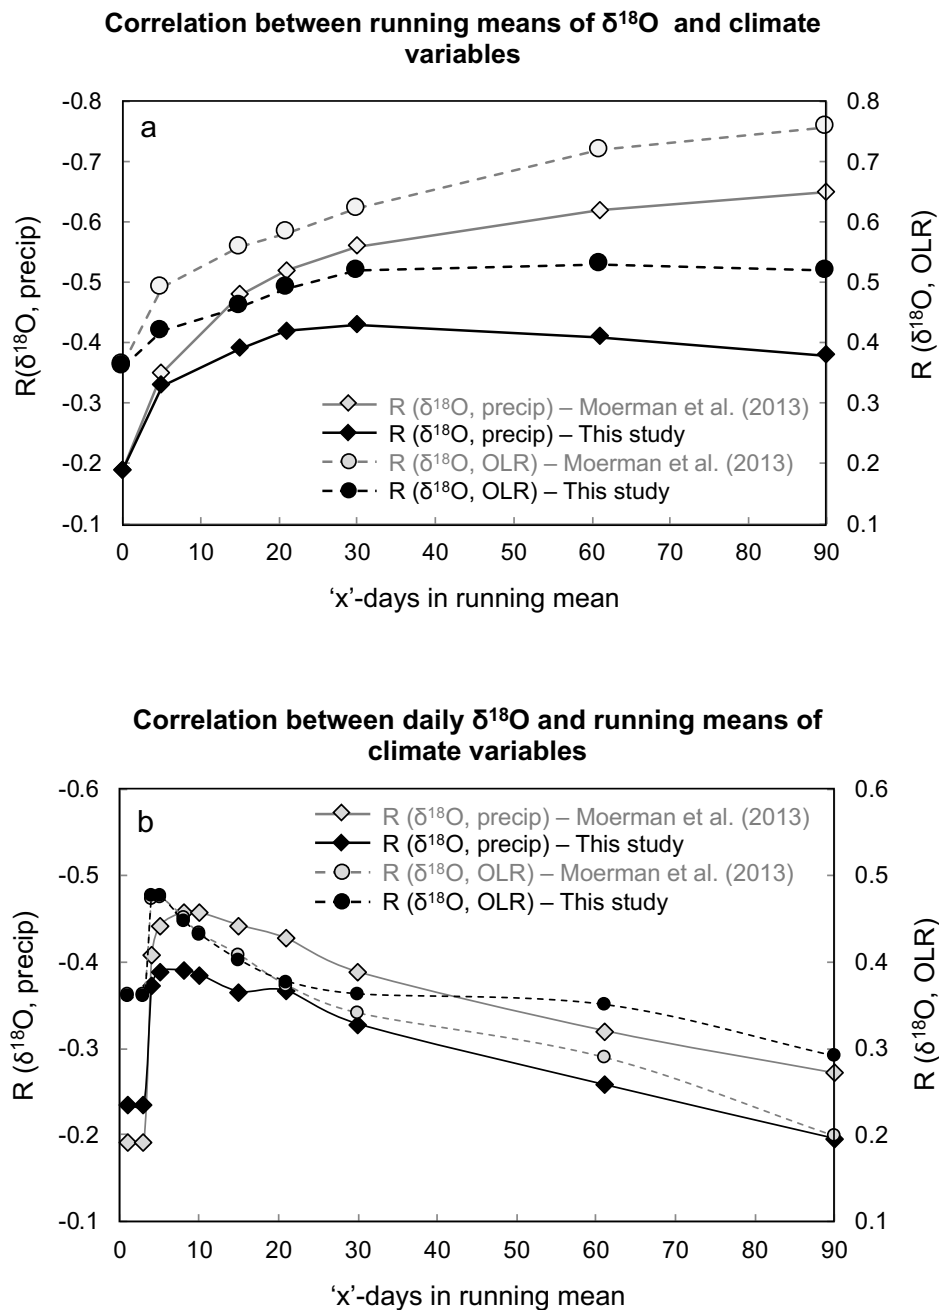 Correlation between running means of δ¹⁸O and climate
variables
a
-0.8
-0.7
-0.6
-0.5
-0.4
-0.3
-0.2
-0.1
R(δ¹⁸O, precip)
0.8
0.7
0.6
0.5
0.4
0.3
0.2
0.1
R (δ¹⁸O, OLR)
R (δ¹⁸O, precip) – Moerman et al. (2013)
R (δ¹⁸O, precip) – This study
R (δ¹⁸O, OLR) – Moerman et al. (2013)
R (δ¹⁸O, OLR) – This study
0 10 20 30 40 50 60 70 80 90
‘x’-days in running mean
Correlation between daily δ¹⁸O and running means of
climate variables
b
-0.6
-0.5
-0.4
-0.3
-0.2
-0.1
R (δ¹⁸O, precip)
0.6
0.5
0.4
0.3
0.2
0.1
R (δ¹⁸O, OLR)
R (δ¹⁸O, precip) – Moerman et al. (2013)
R (δ¹⁸O, precip) – This study
R (δ¹⁸O, OLR) – Moerman et al. (2013)
R (δ¹⁸O, OLR) – This study
0 10 20 30 40 50 60 70 80 90
‘x’-days in running mean